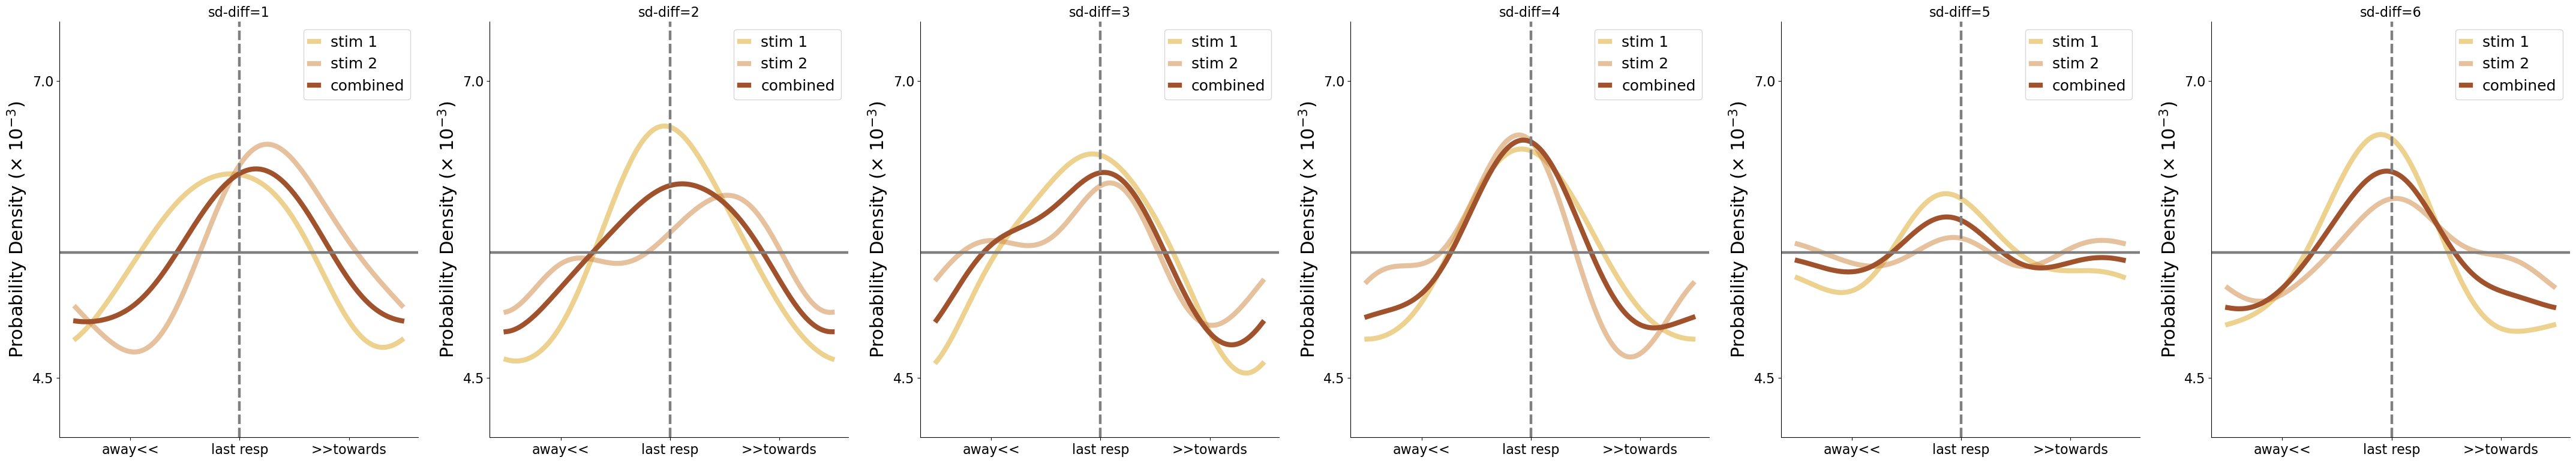 sd-diff=1
Probability Density (× 10⁻³)
7.0
4.5
stim 1
stim 2
combined
away<<
last resp
>>towards
sd-diff=2
Probability Density (× 10⁻³)
7.0
4.5
stim 1
stim 2
combined
away<<
last resp
>>towards
sd-diff=3
Probability Density (× 10⁻³)
7.0
4.5
stim 1
stim 2
combined
away<<
last resp
>>towards
sd-diff=4
Probability Density (× 10⁻³)
7.0
4.5
stim 1
stim 2
combined
away<<
last resp
>>towards
sd-diff=5
Probability Density (× 10⁻³)
7.0
4.5
stim 1
stim 2
combined
away<<
last resp
>>towards
sd-diff=6
Probability Density (× 10⁻³)
7.0
4.5
stim 1
stim 2
combined
away<<
last resp
>>towards